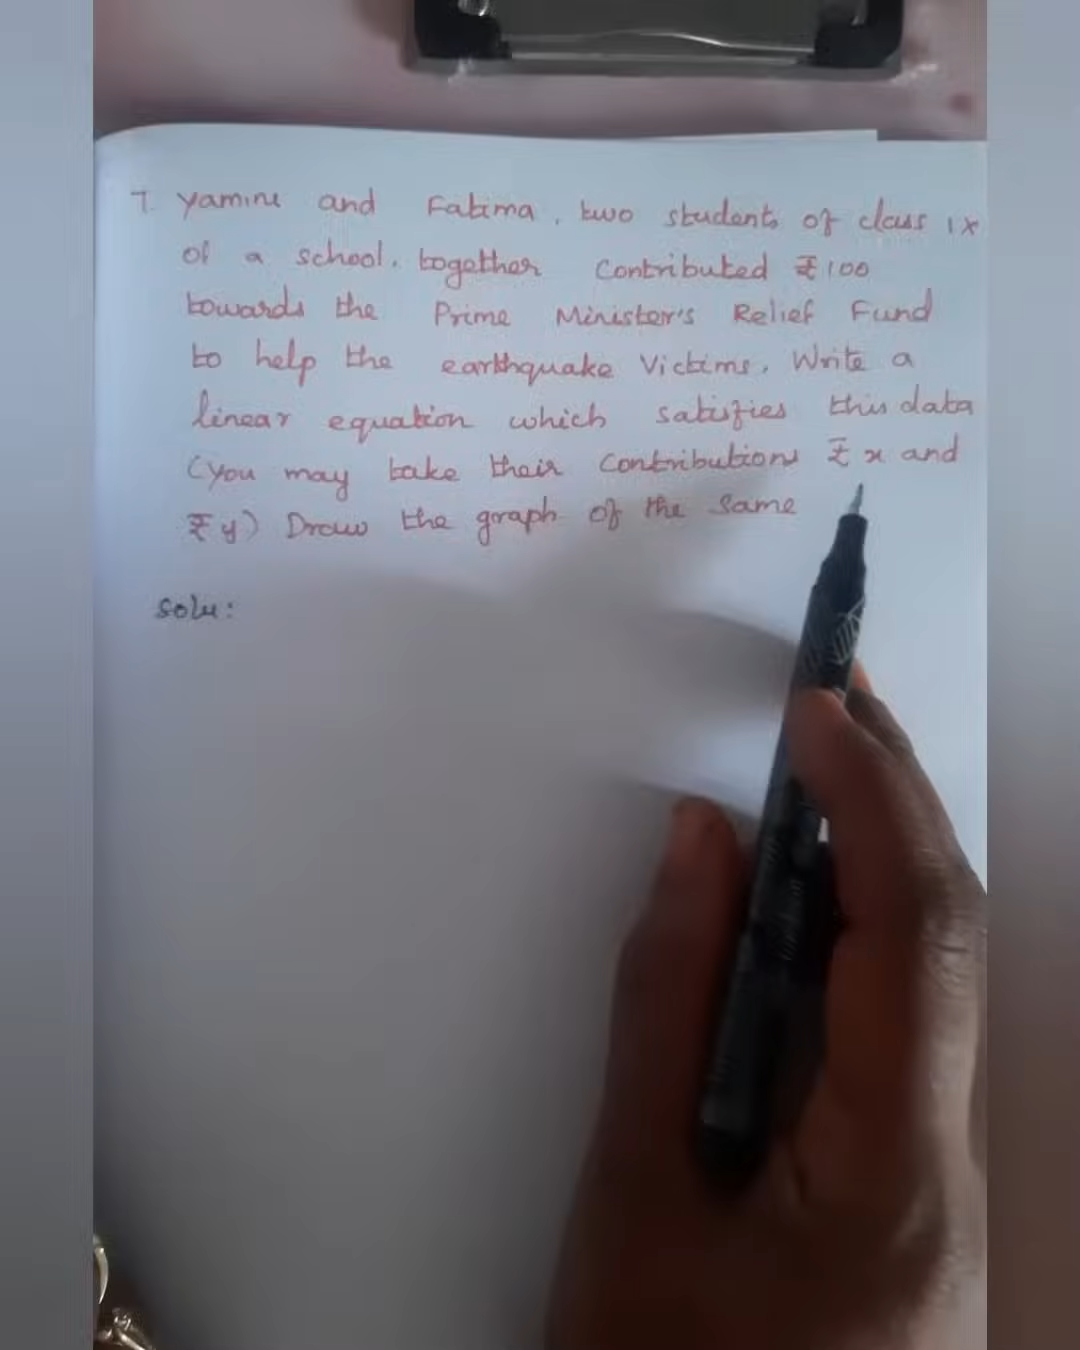 7. Yamini and Fatima, two students of class IX
of a school, together contributed ₹100
towards the Prime Minister's Relief Fund
to help the earthquake Victims. Write a
linear equation which satisfies this data
(you may take their contributions ₹x and
₹y) Draw the graph of the same
Solu: